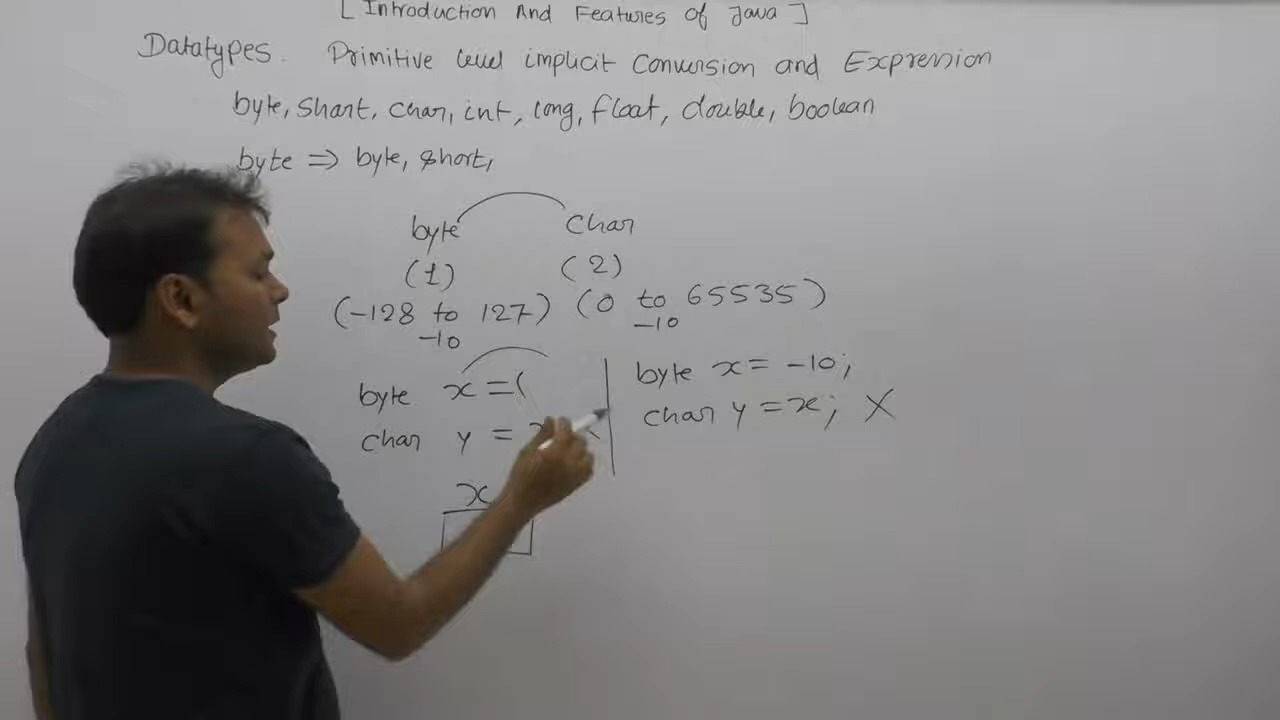 [ Introduction And Features of Java ]
Datatypes. Primitive level implicit Conversion and Expression
byte, short, char, int, long, float, double, boolean
byte => byte, short,
byte char
(1) (2)
(-128 to 127) (0 to 65535)
-10 -10
byte x = (
char y =
x
byte x = -10;
char y = x; X